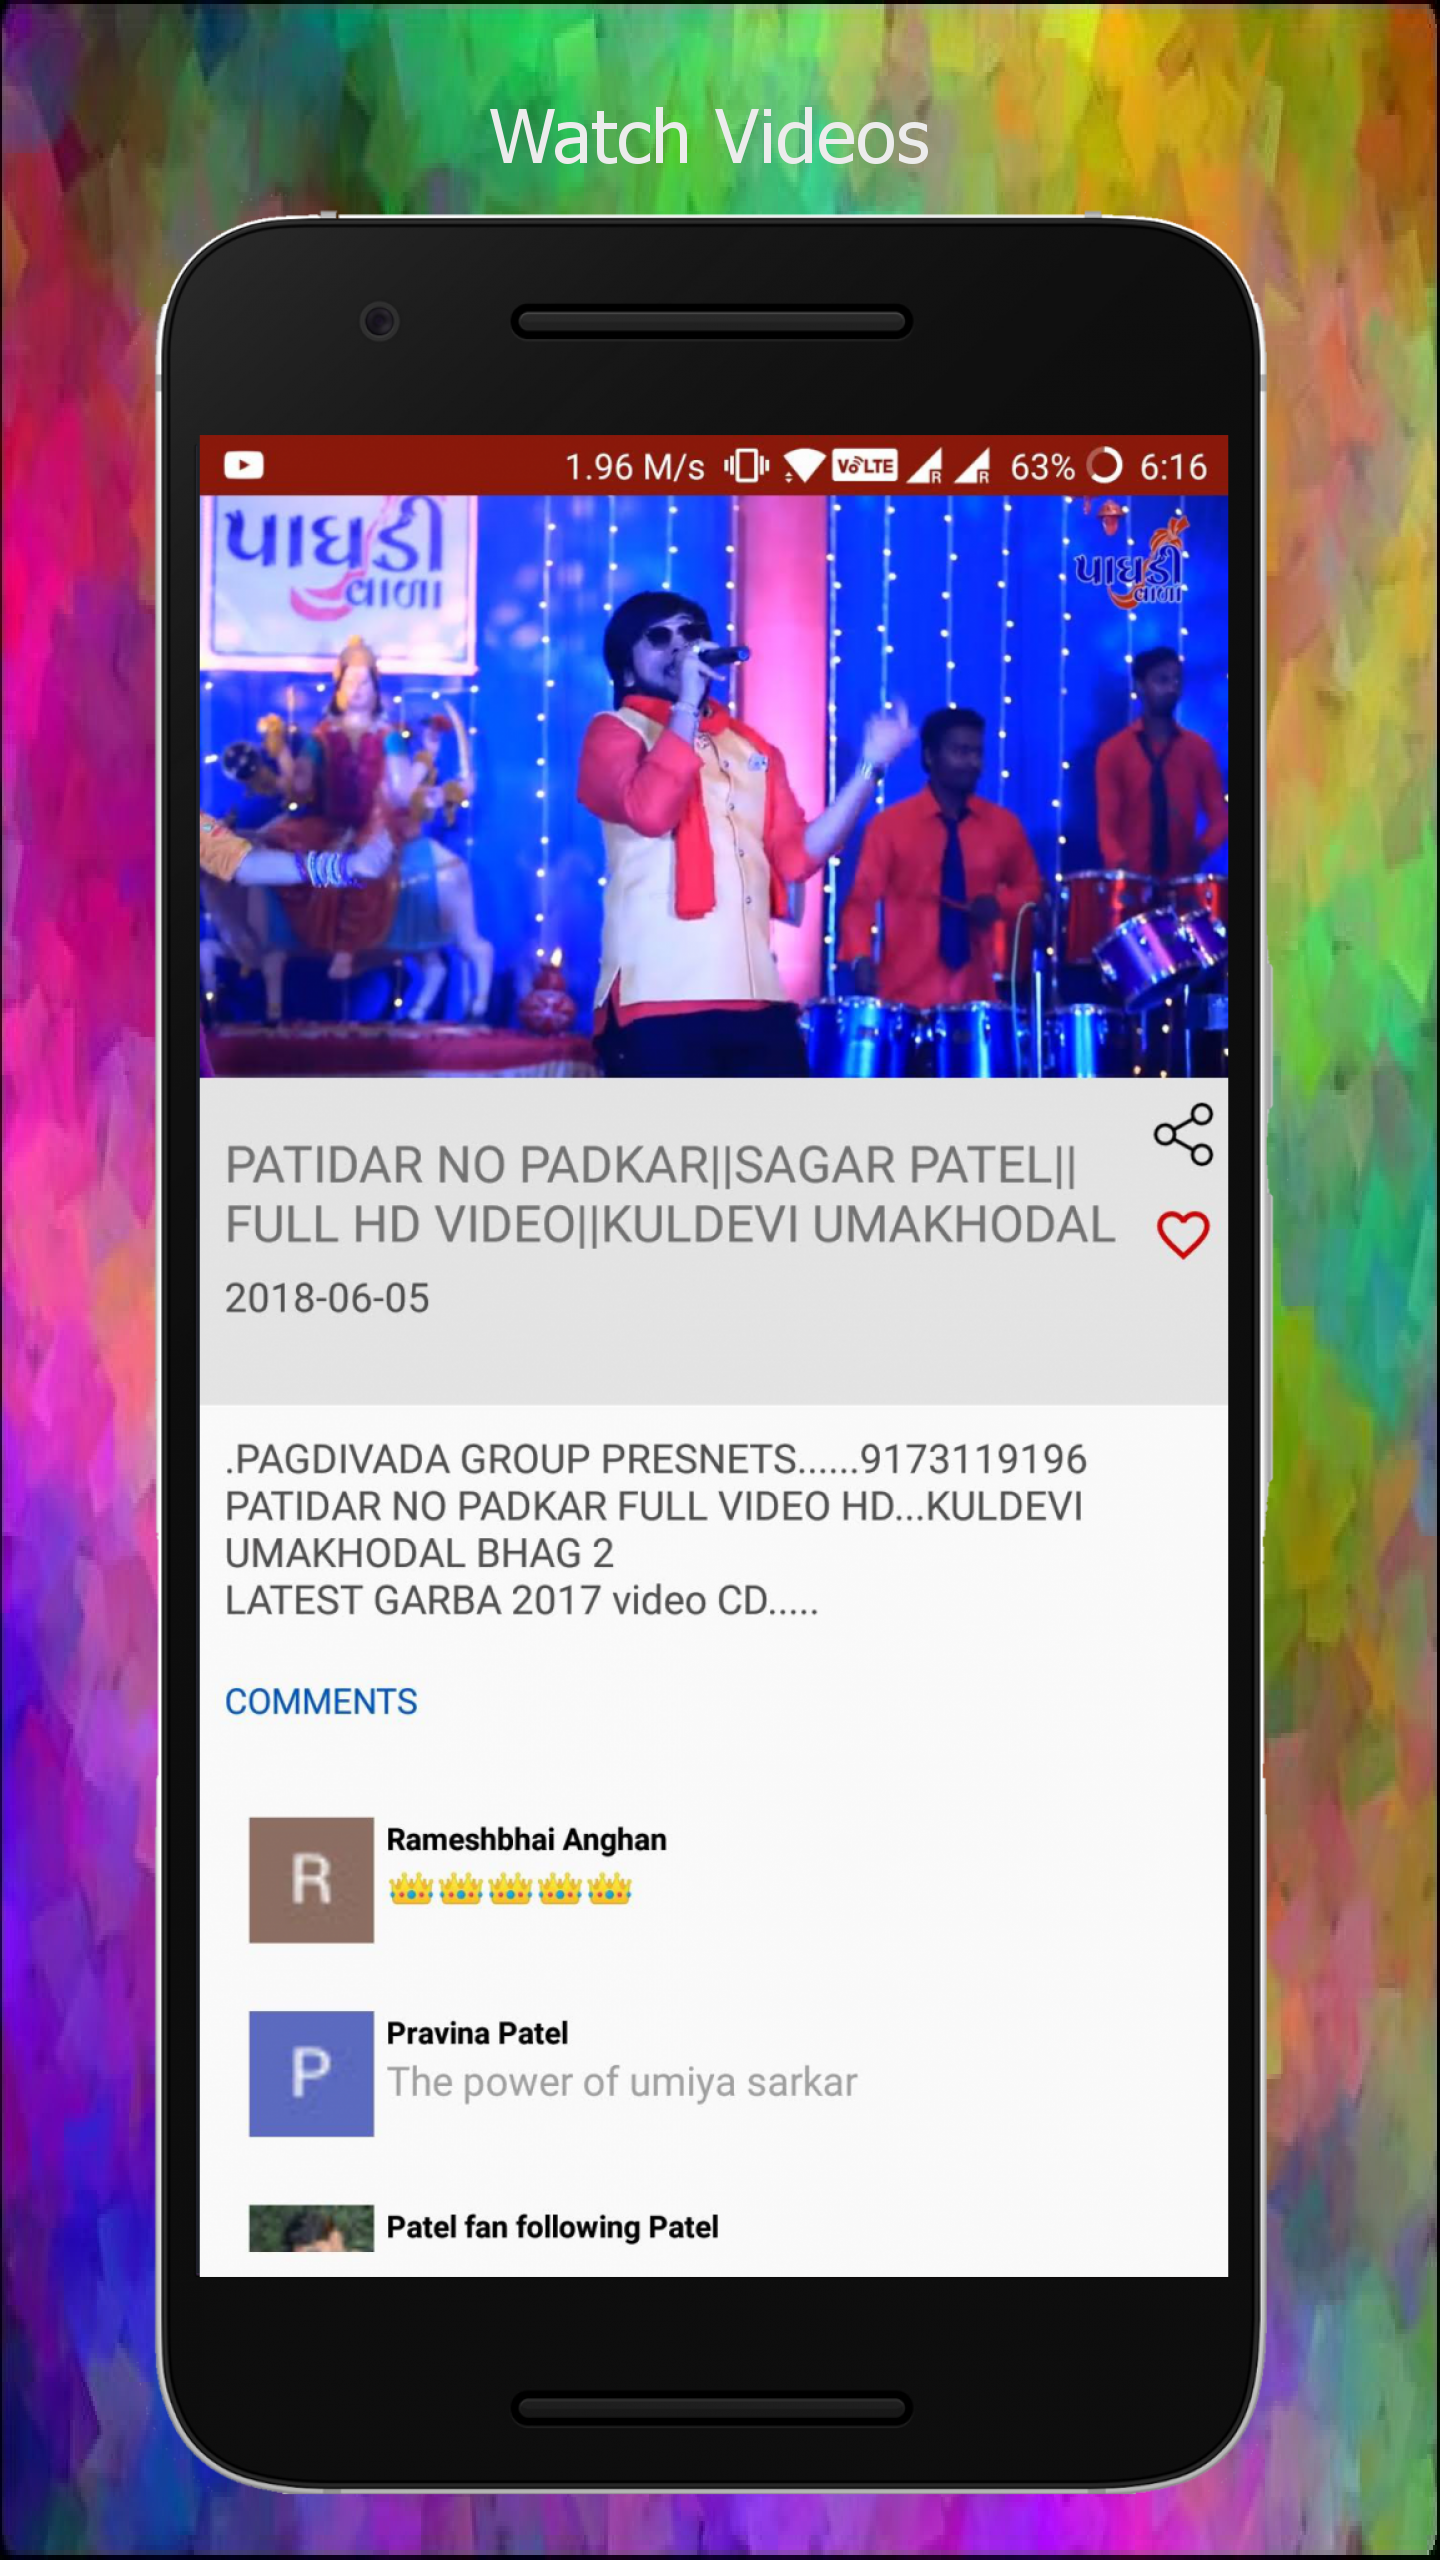 Watch Videos
1.96 M/s VoLTE R R 63% 6:16
પાઘડી
વાળા
પાઘડી
વાળા
PATIDAR NO PADKAR||SAGAR PATEL||
FULL HD VIDEO||KULDEVI UMAKHODAL
2018-06-05
.PAGDIVADA GROUP PRESNETS......9173119196
PATIDAR NO PADKAR FULL VIDEO HD...KULDEVI
UMAKHODAL BHAG 2
LATEST GARBA 2017 video CD.....
COMMENTS
R
Rameshbhai Anghan
👑👑👑👑👑
P
Pravina Patel
The power of umiya sarkar
Patel fan following Patel